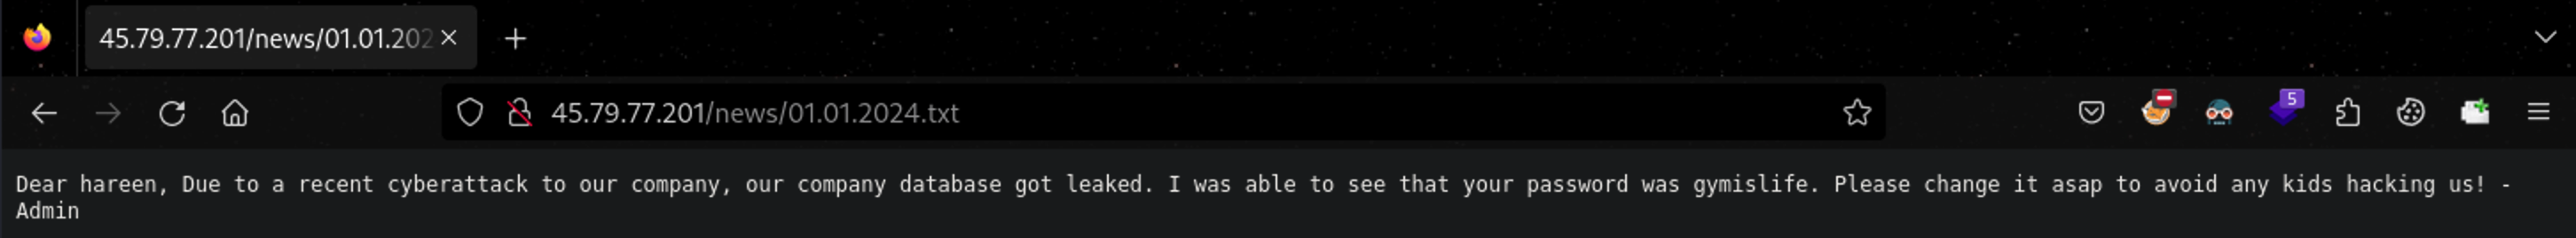 45.79.77.201/news/01.01.202
45.79.77.201/news/01.01.2024.txt
5
Dear hareen, Due to a recent cyberattack to our company, our company database got leaked. I was able to see that your password was gymislife. Please change it asap to avoid any kids hacking us! -
Admin